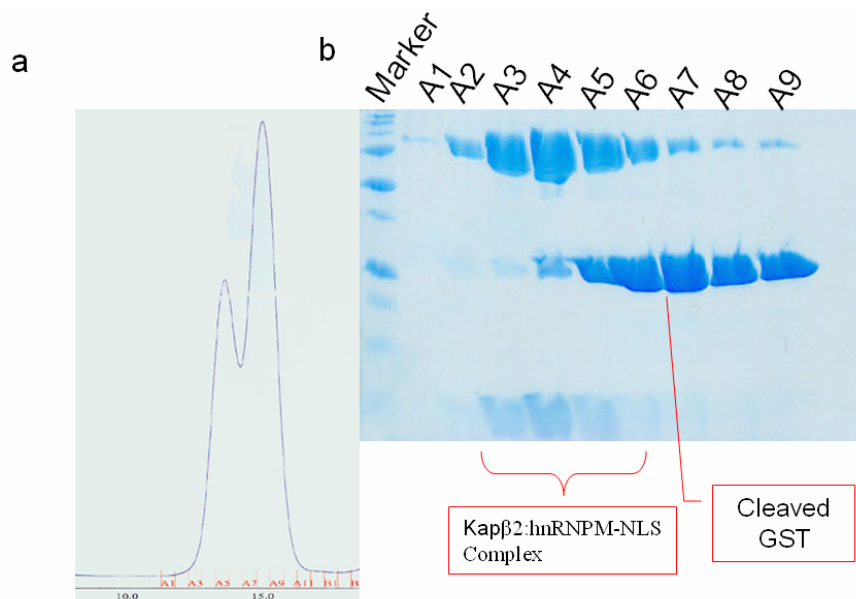 a
b
Marker
A1
A2
A3
A4
A5
A6
A7
A8
A9
A1 A3 A5 A7 A9 A11 B1 B
10.0 15.0
Kapβ2:hnRNPM-NLS
Complex
Cleaved
GST